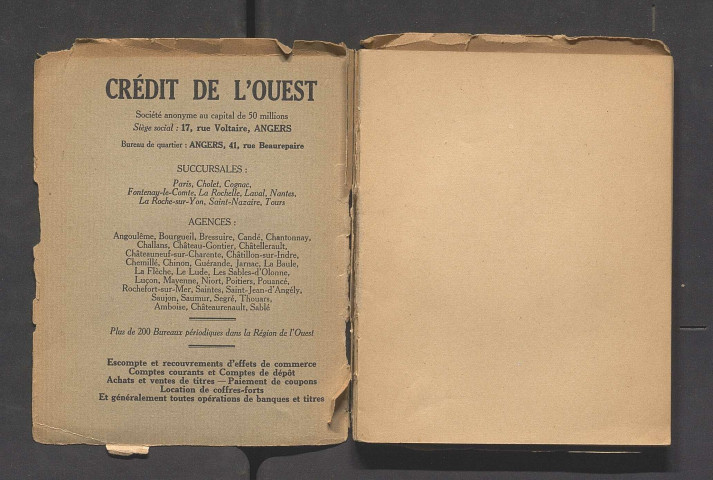 CRÉDIT DE L'OUEST
Société anonyme au capital de 50 millions
Siège social : 17, rue Voltaire, ANGERS
Bureau de quartier : ANGERS, 41, rue Beaurepaire
SUCCURSALES :
Paris, Cholet, Cognac,
Fontenay-le-Comte, La Rochelle, Laval, Nantes,
La Roche-sur-Yon, Saint-Nazaire, Tours
AGENCES :
Angoulême, Bourgueil, Bressuire, Candé, Chantonnay,
Challans, Château-Gontier, Châtellerault,
Châteauneuf-sur-Charente, Châtillon-sur-Indre,
Chemillé, Chinon, Guérande, Jarnac, La Baule,
La Flèche, Le Lude, Les Sables-d'Olonne,
Luçon, Mayenne, Niort, Poitiers, Pouancé,
Rochefort-sur-Mer, Saintes, Saint-Jean-d'Angély,
Saujon, Saumur, Segré, Thouars,
Amboise, Châteaurenault, Sablé
Plus de 200 Bureaux périodiques dans la Région de l'Ouest
Escompte et recouvrements d'effets de commerce
Comptes courants et Comptes de dépôt
Achats et ventes de titres — Paiement de coupons
Location de coffres-forts
Et généralement toutes opérations de banques et titres